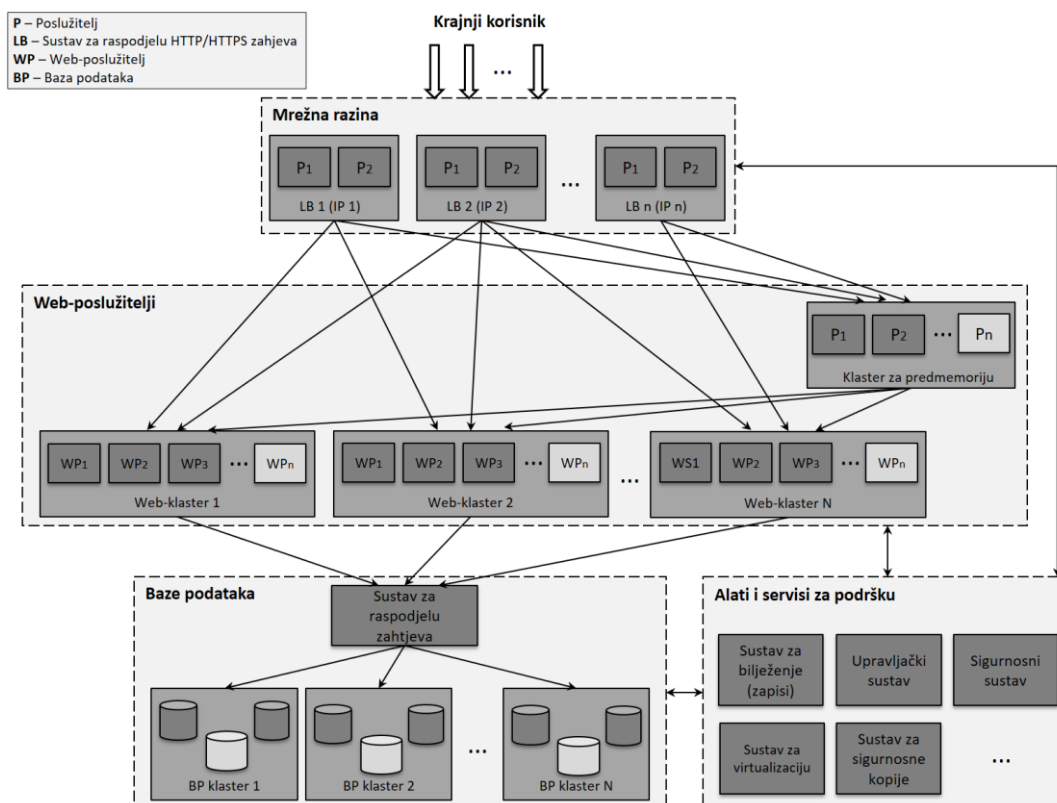 P – Poslužitelj
LB – Sustav za raspodjelu HTTP/HTTPS zahjeva
WP – Web-poslužitelj
BP – Baza podataka
Krajnji korisnik
...
Mrežna razina
P1 P2 P1 P2 ... P1 P2
LB 1 (IP 1) LB 2 (IP 2) LB n (IP n)
Web-poslužitelji
P1 P2 ... Pn
Klaster za predmemoriju
WP1 WP2 WP3 ... WPn
Web-klaster 1
WP1 WP2 WP3 ... WPn
Web-klaster 2
...
WS1 WP2 WP3 ... WPn
Web-klaster N
Baze podataka
Sustav za
raspodjelu
zahtjeva
BP klaster 1
BP klaster 2
...
BP klaster N
Alati i servisi za podršku
Sustav za
bilježenje
(zapisi)
Upravljački
sustav
Sigurnosni
sustav
Sustav za
virtualizaciju
Sustav za
sigurnosne
kopije
...